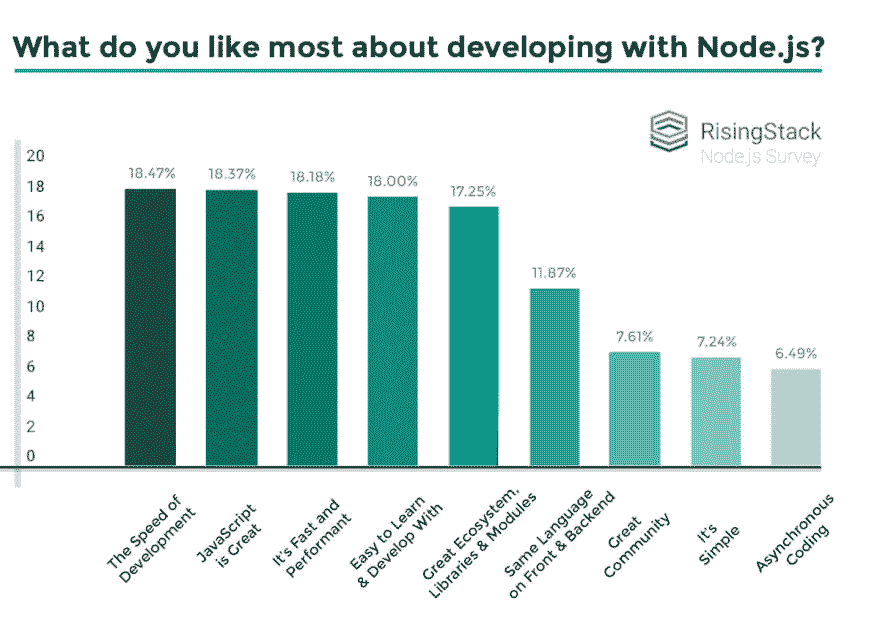 What do you like most about developing with Node.js?
RisingStack
Node.js Survey
20
18
16
14
12
10
8
6
4
2
0
18.47%
18.37%
18.18%
18.00%
17.25%
11.87%
7.61%
7.24%
6.49%
The Speed of
Development
JavaScript
is Great
It's Fast and
Performant
Easy to Learn
& Develop With
Great Ecosystem,
Libraries & Modules
Same Language
on Front & Backend
Great
Community
It's
Simple
Asynchronous
Coding